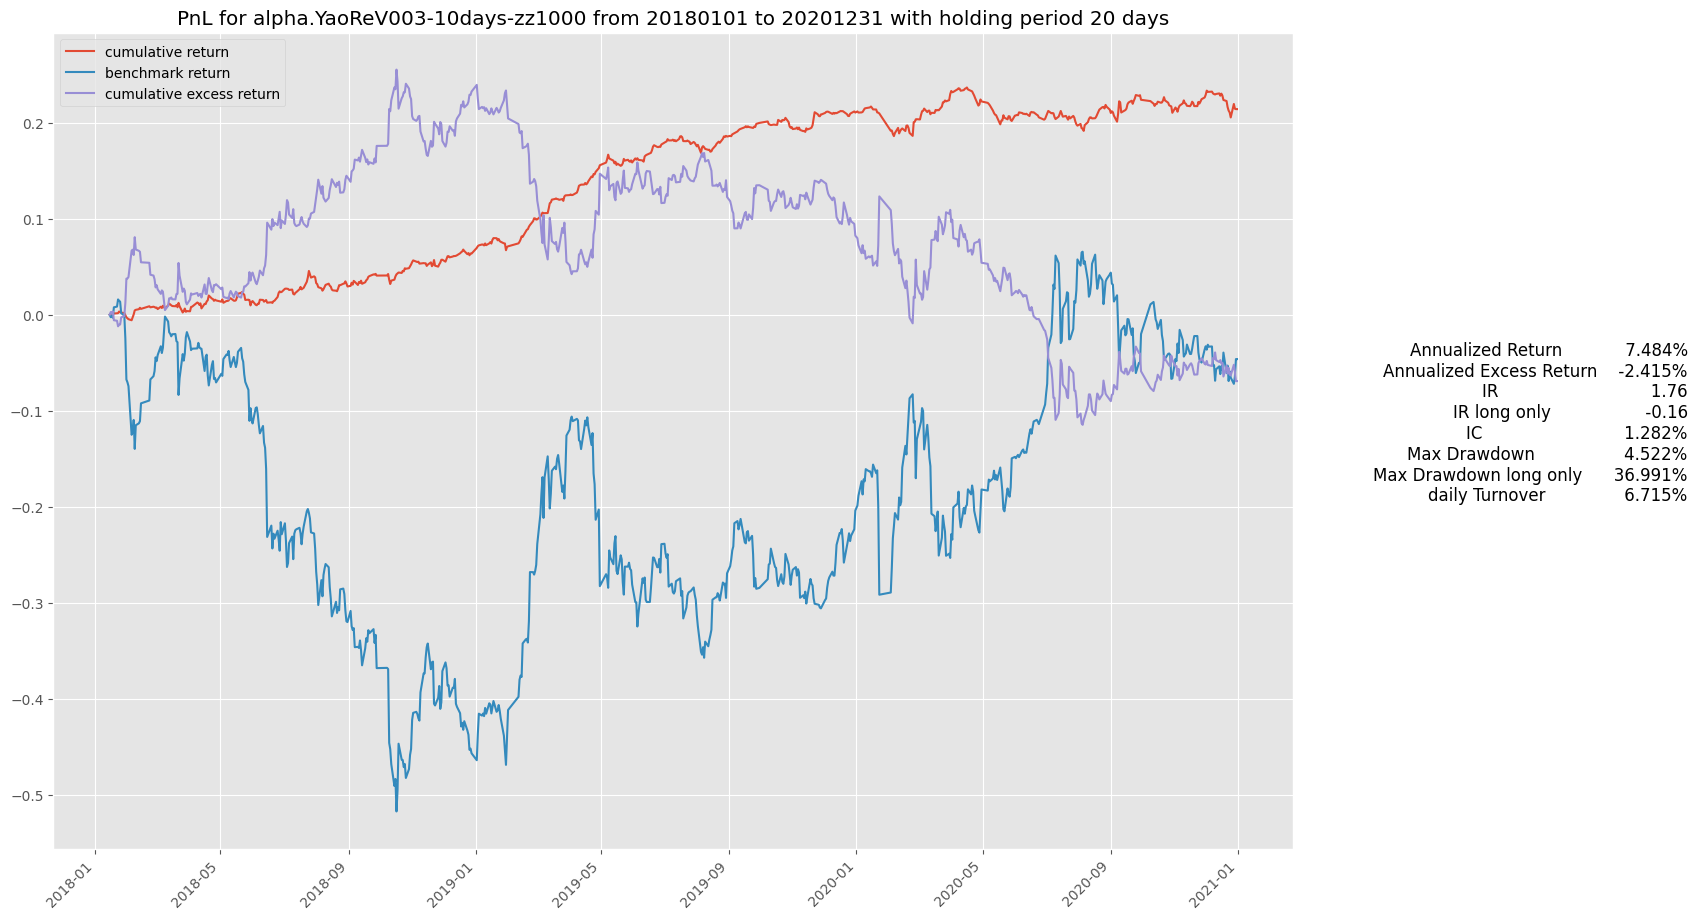 PnL for alpha.YaoReV003-10days-zz1000 from 20180101 to 20201231 with holding period 20 days
cumulative return
benchmark return
cumulative excess return
0.2
0.1
0.0
−0.1
−0.2
−0.3
−0.4
−0.5
2018-01
2018-05
2018-09
2019-01
2019-05
2019-09
2020-01
2020-05
2020-09
2021-01
Annualized Return 7.484%
Annualized Excess Return -2.415%
IR 1.76
IR long only -0.16
IC 1.282%
Max Drawdown 4.522%
Max Drawdown long only 36.991%
daily Turnover 6.715%